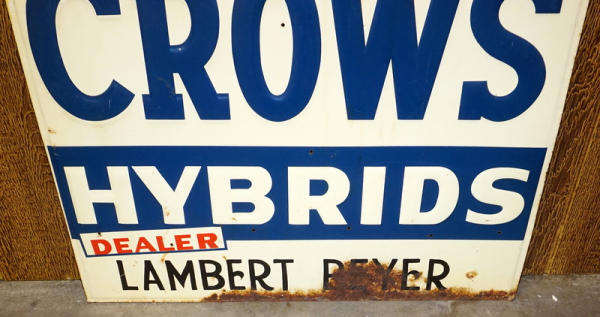 CROWS
HYBRIDS
DEALER
LAMBERT BEYER